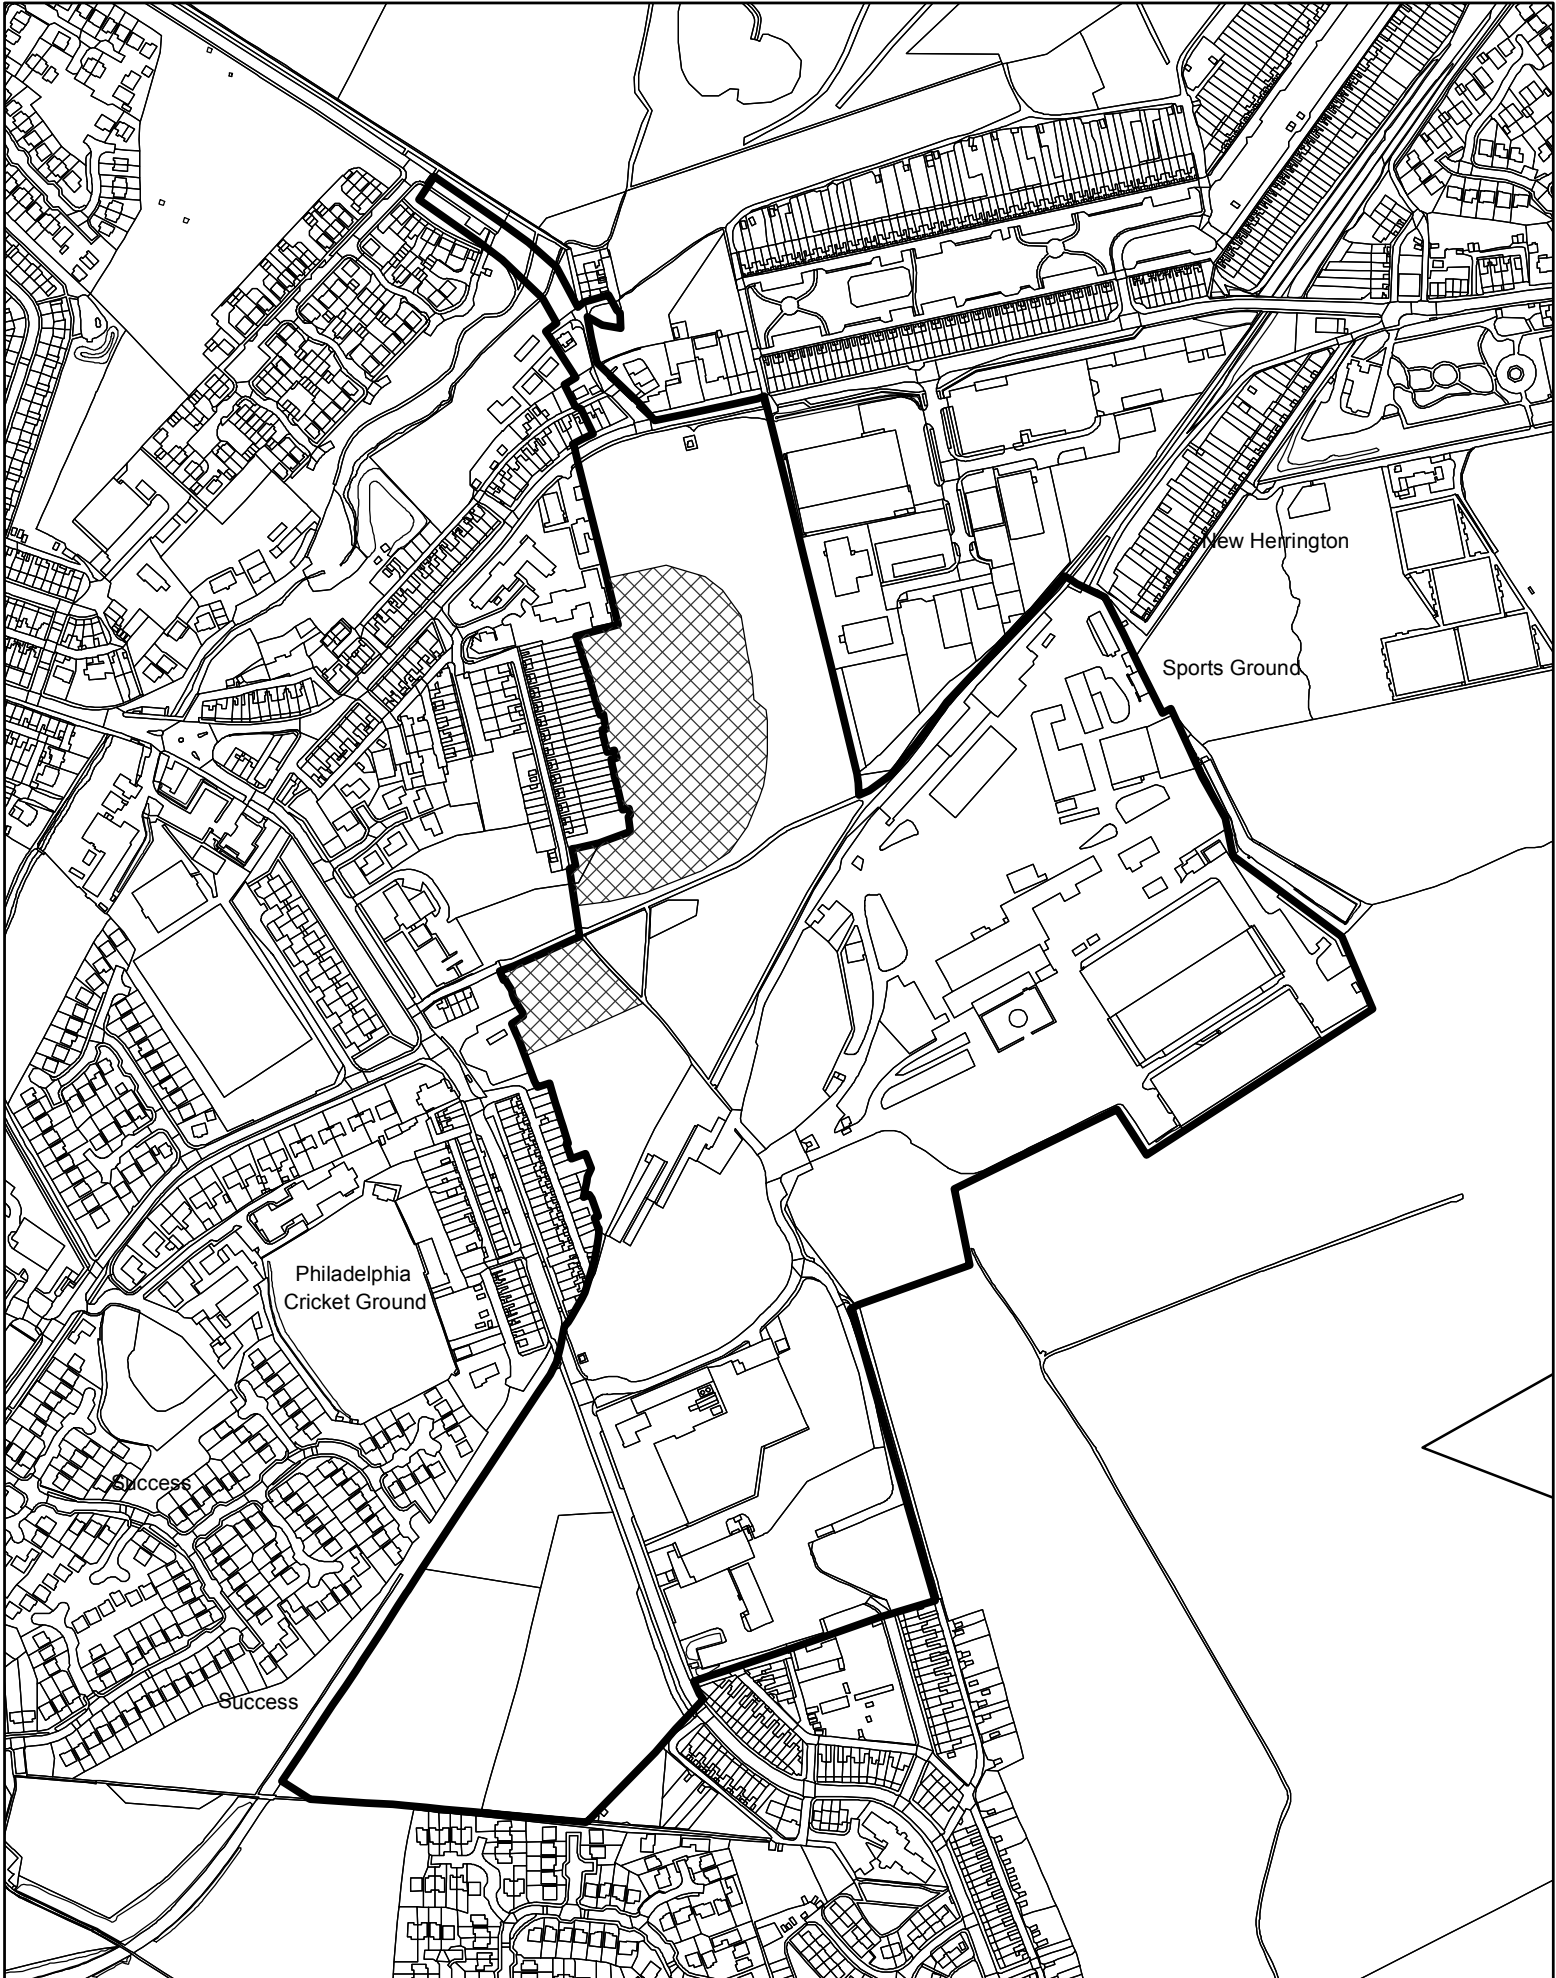 New Herrington
Sports Ground
Philadelphia
Cricket Ground
Success
Success